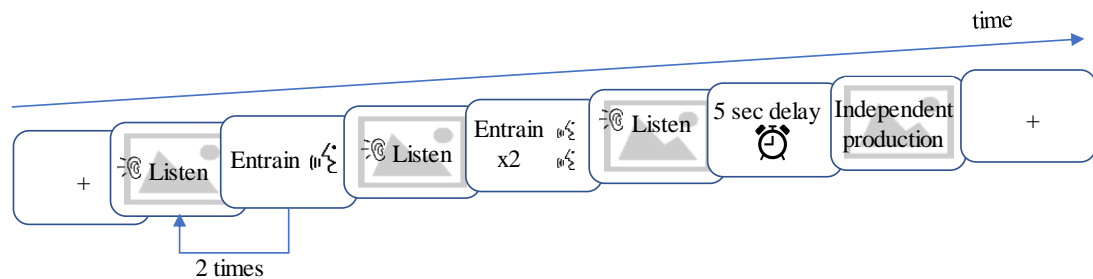 time
+
Listen
Entrain
Listen
Entrain
x2
Listen
5 sec delay
Independent
production
+
2 times